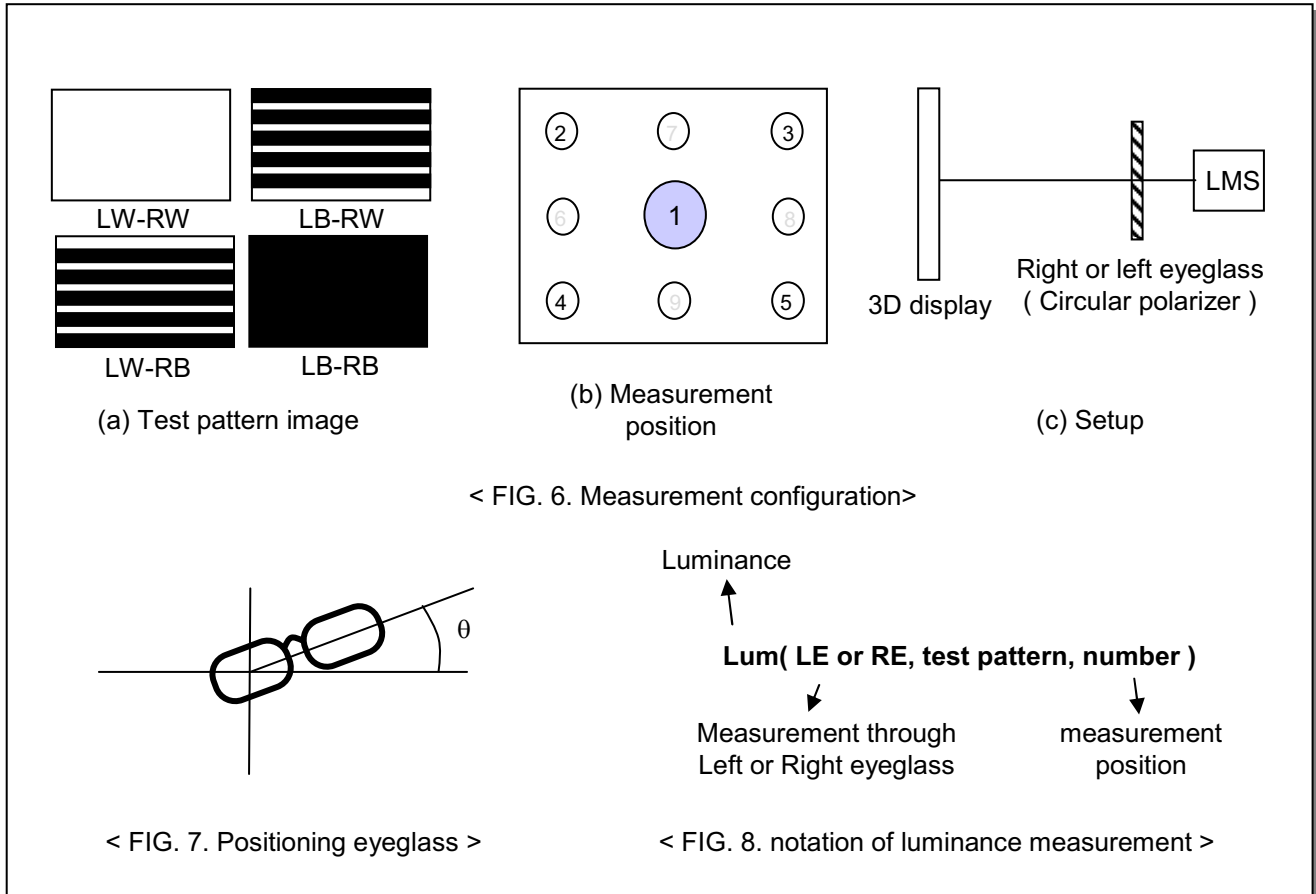 LW-RW
LB-RW
LW-RB
LB-RB
(a) Test pattern image
2
7
3
6
1
8
4
9
5
(b) Measurement
position
LMS
3D display
Right or left eyeglass
( Circular polarizer )
(c) Setup
< FIG. 6. Measurement configuration>
θ
< FIG. 7. Positioning eyeglass >
Luminance
Lum( LE or RE, test pattern, number )
Measurement through
Left or Right eyeglass
measurement
position
< FIG. 8. notation of luminance measurement >